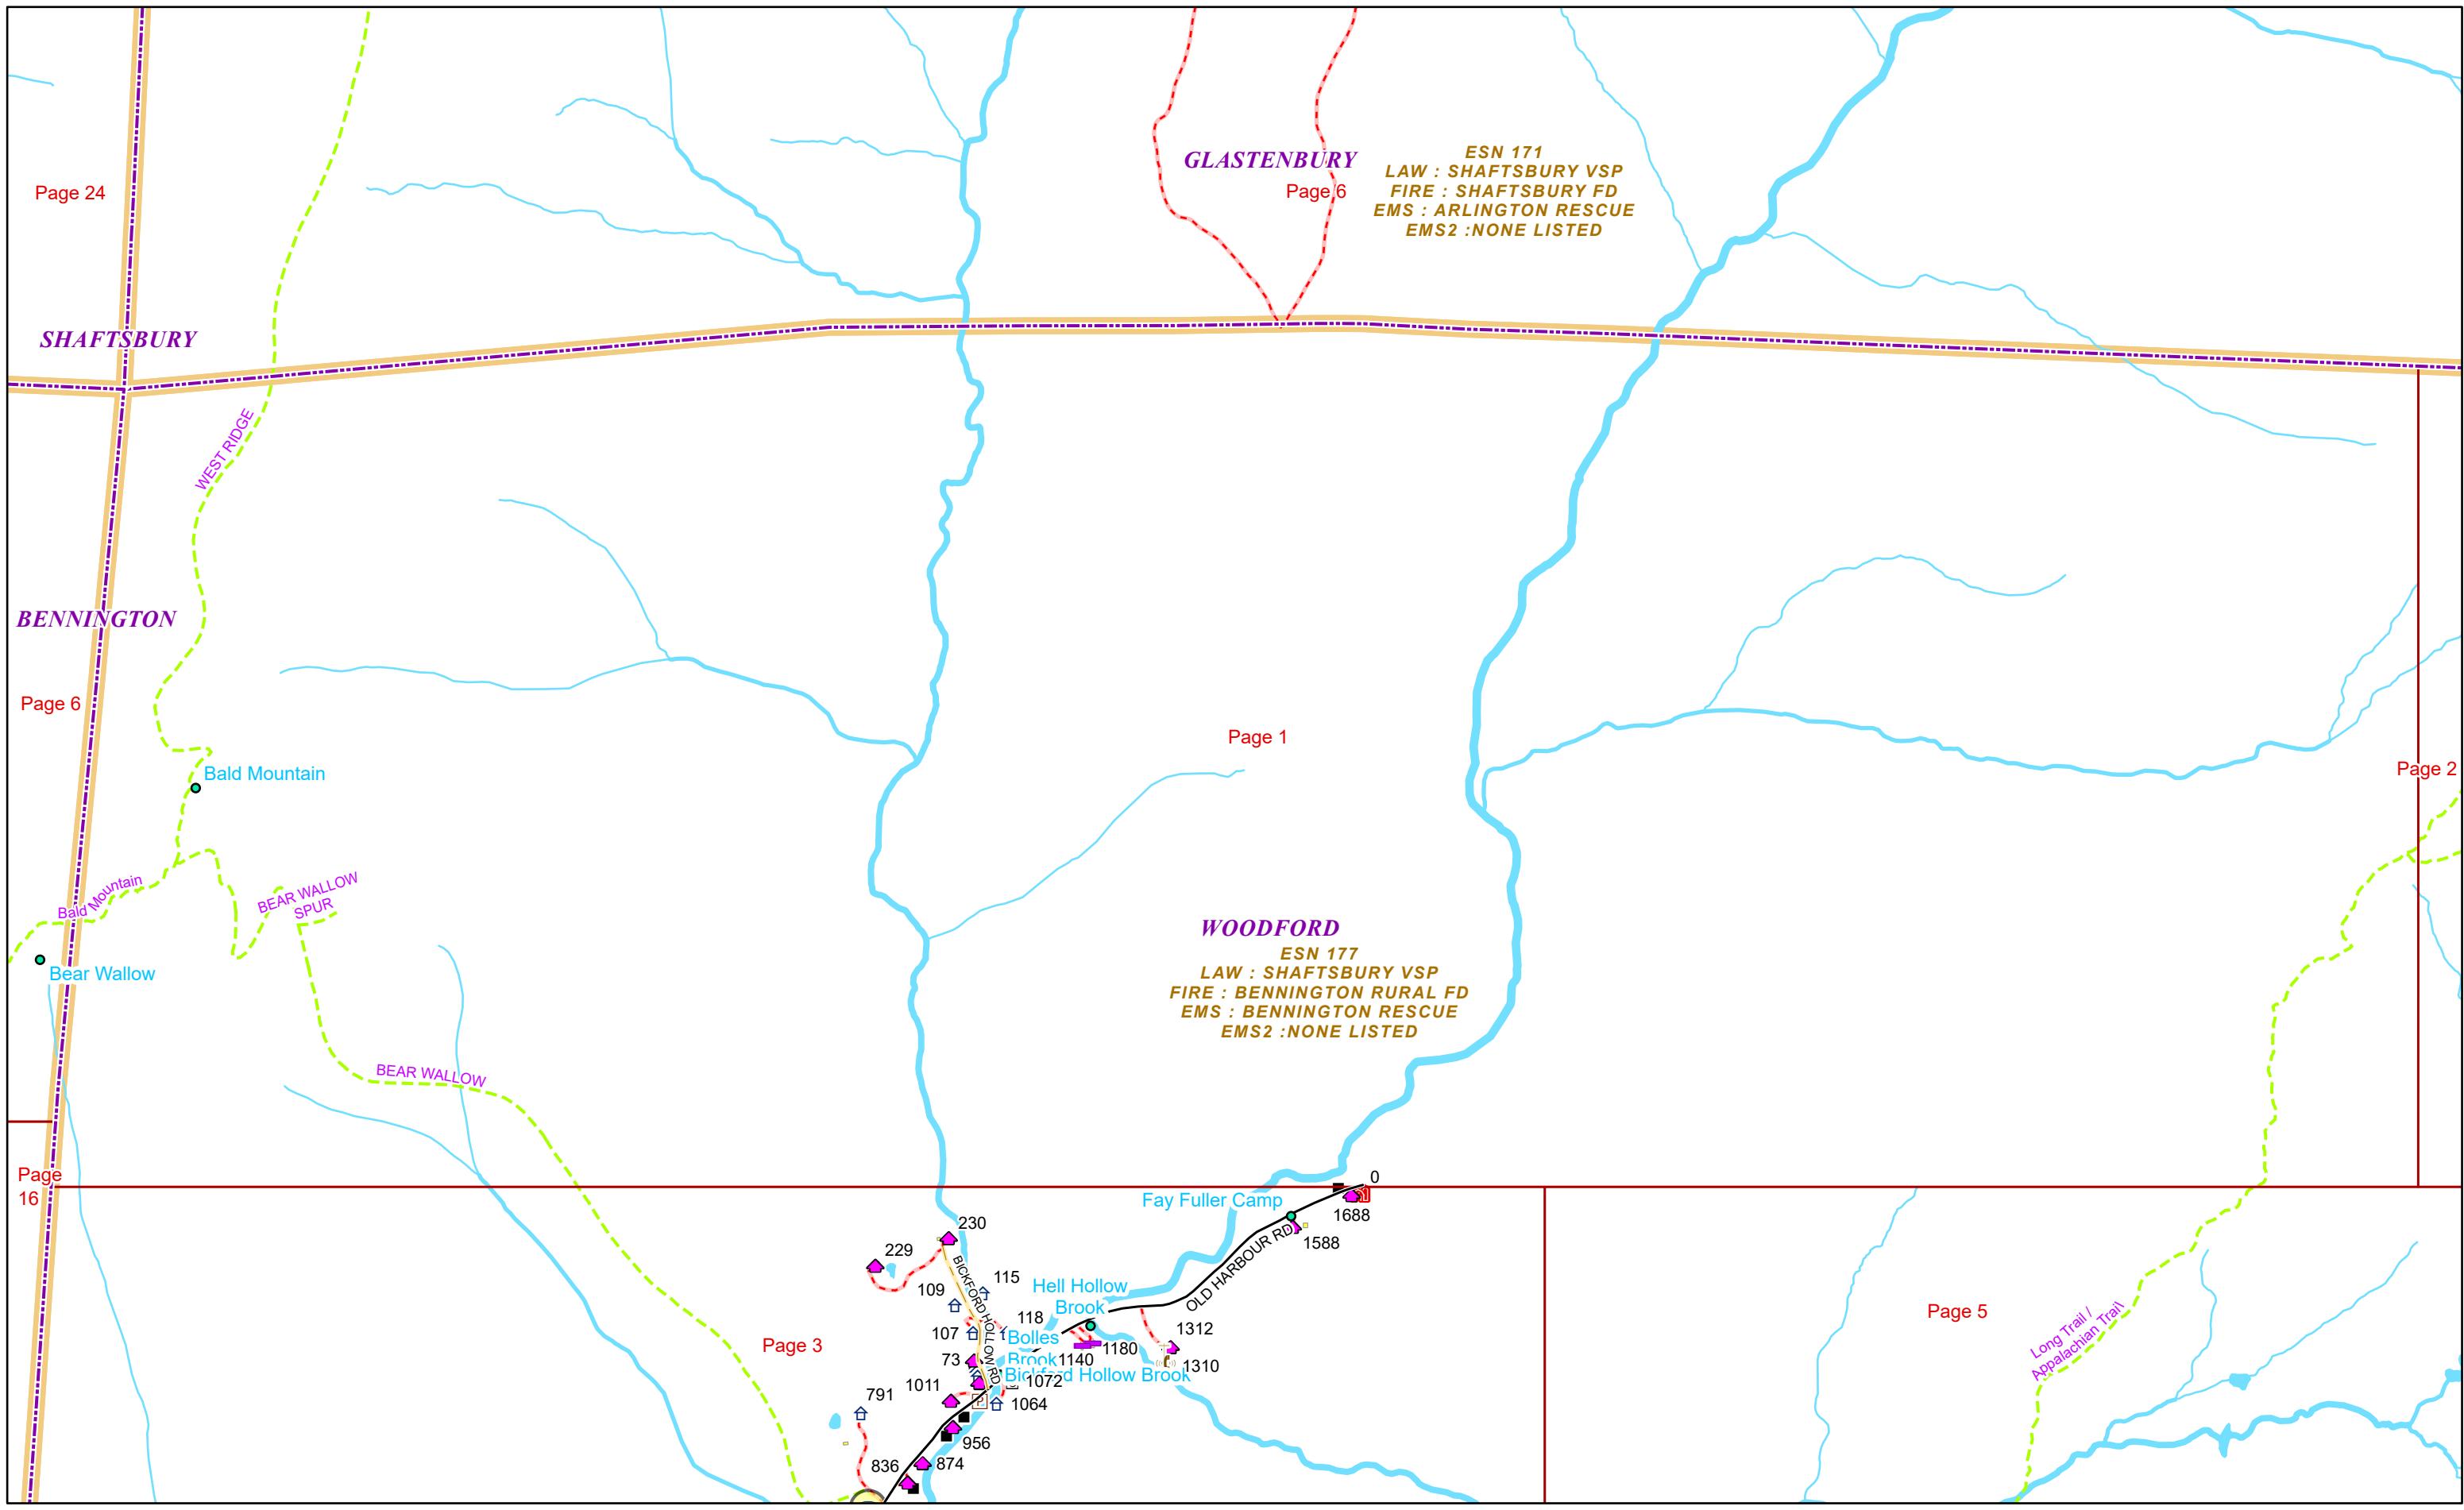 GLASTENBURY
Page 6
ESN 171
LAW : SHAFTSBURY VSP
FIRE : SHAFTSBURY FD
EMS : ARLINGTON RESCUE
EMS2 :NONE LISTED
Page 24
SHAFTSBURY
WEST RIDGE
BENNINGTON
Page 6
Page 1
Page 2
Bald Mountain
Bald Mountain
BEAR WALLOW
SPUR
Bear Wallow
WOODFORD
ESN 177
LAW : SHAFTSBURY VSP
FIRE : BENNINGTON RURAL FD
EMS : BENNINGTON RESCUE
EMS2 :NONE LISTED
BEAR WALLOW
Page
16
0
Fay Fuller Camp
1688
230
1588
229
OLD HARBOUR RD
BICKFORD HOLLOW RD
115
Hell Hollow
Brook
109
118
1312
Page 5
107
Bolles
Brook
1180
Page 3
73
1140
1310
Long Trail /
Appalachian Trail
Bickford Hollow Brook
1072
1011
791
1064
956
836
874